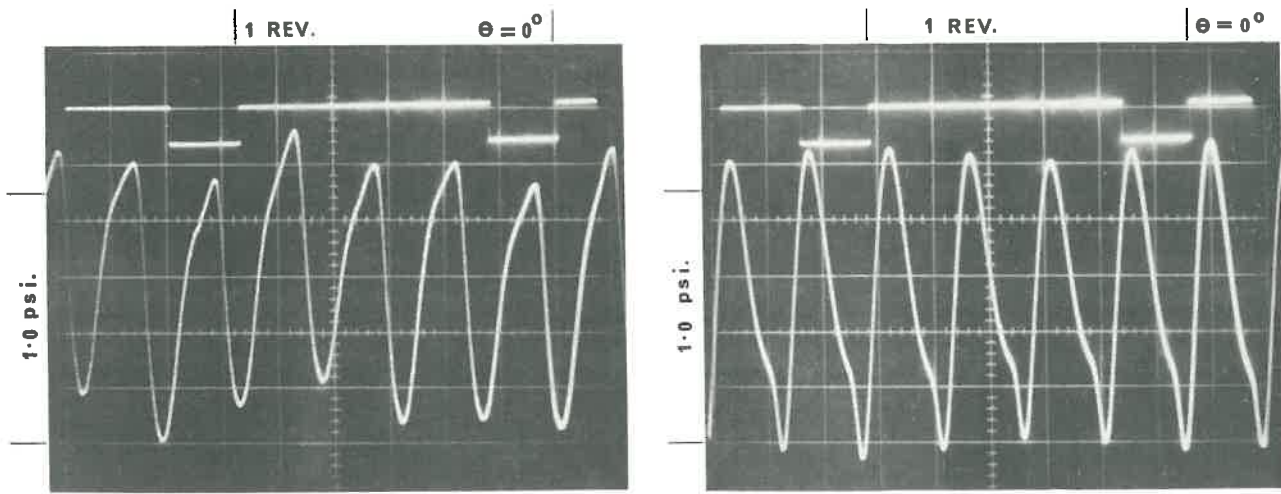 1 REV. θ = 0°
1 REV. θ = 0°
1·0 psi.
1·0 psi.